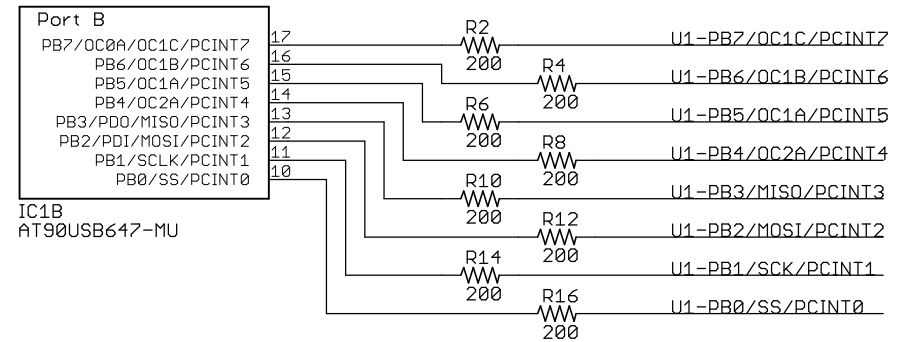 Port B
PB7/OC0A/OC1C/PCINT7 17 R2 200 U1-PB7/OC1C/PCINT7
PB6/OC1B/PCINT6 16 R4 200 U1-PB6/OC1B/PCINT6
PB5/OC1A/PCINT5 15 R6 200 U1-PB5/OC1A/PCINT5
PB4/OC2A/PCINT4 14 R8 200 U1-PB4/OC2A/PCINT4
PB3/PDO/MISO/PCINT3 13 R10 200 U1-PB3/MISO/PCINT3
PB2/PDI/MOSI/PCINT2 12 R12 200 U1-PB2/MOSI/PCINT2
PB1/SCLK/PCINT1 11 R14 200 U1-PB1/SCK/PCINT1
PB0/SS/PCINT0 10 R16 200 U1-PB0/SS/PCINT0
IC1B
AT90USB647-MU